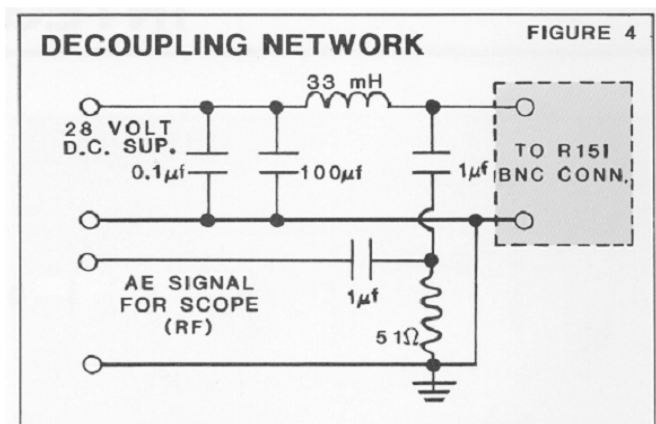 FIGURE 4
DECOUPLING NETWORK
33 mH
28 VOLT
D.C. SUP.
0.1µf
100µf
1µf
TO R15I
BNC CONN.
AE SIGNAL
FOR SCOPE
(RF)
1µf
51Ω